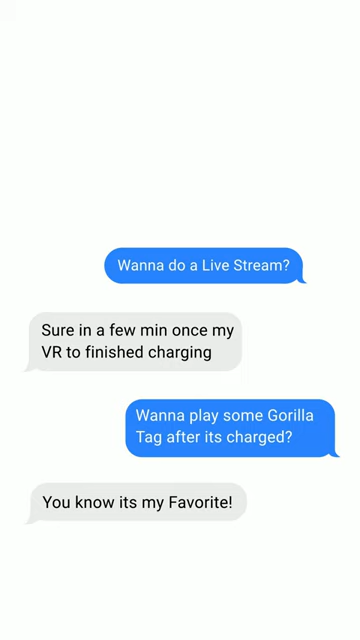 Wanna do a Live Stream?
Sure in a few min once my
VR to finished charging
Wanna play some Gorilla
Tag after its charged?
You know its my Favorite!